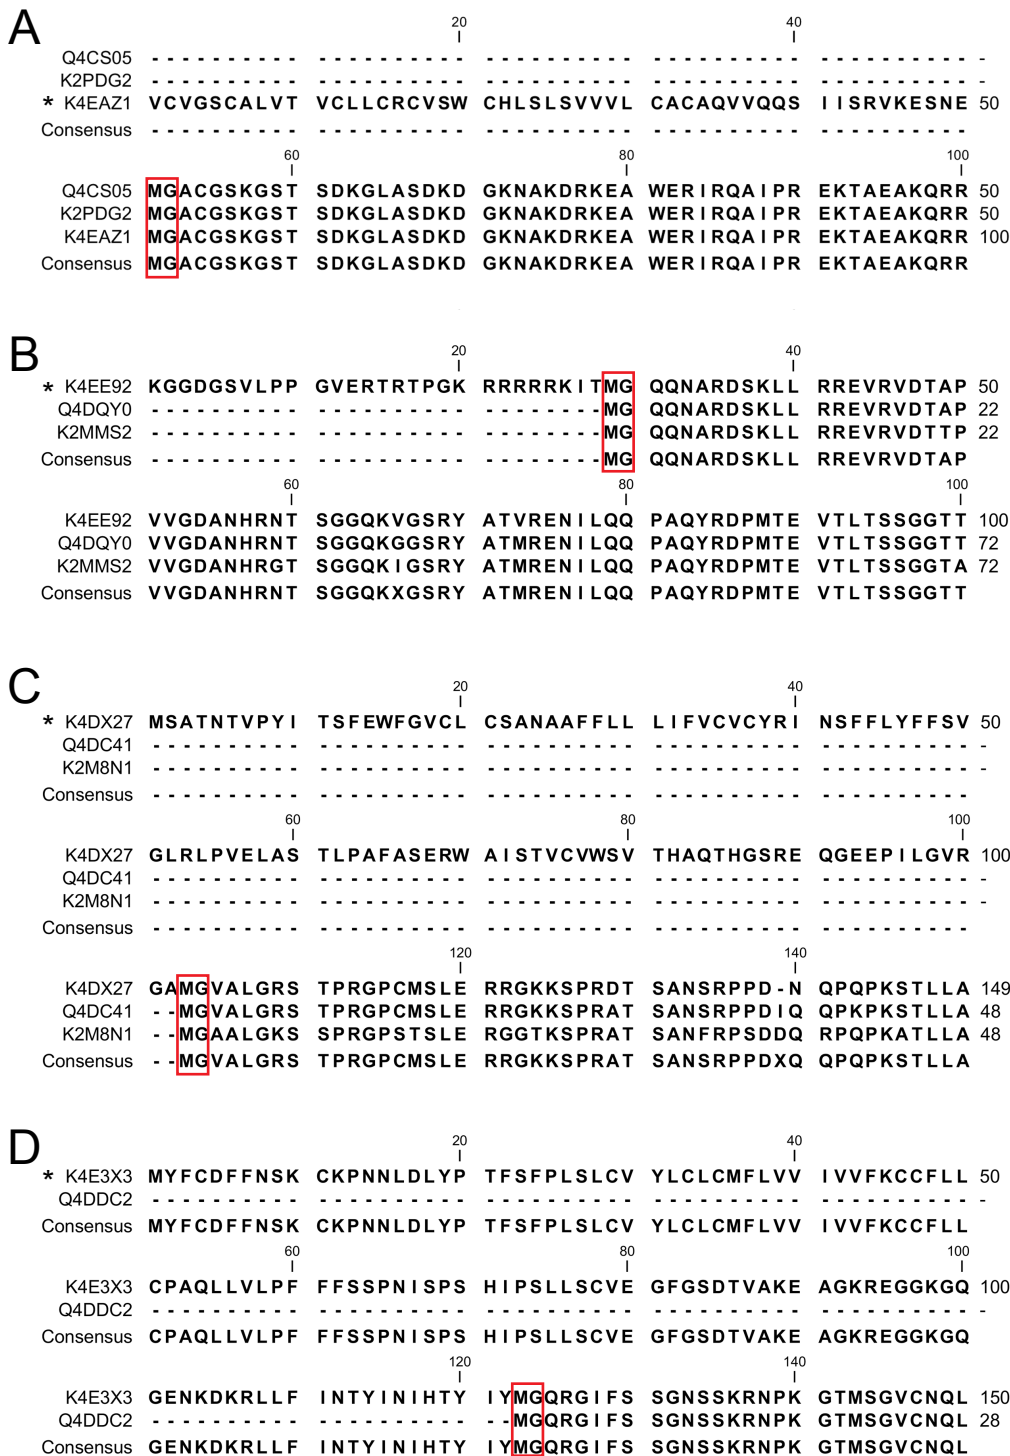 A
20 40
Q4CS05 - - - - - - - - - - - - - - - - - - - - - - - - - - - - - - - - - - - - - - - - - - - - - - - - - - -
K2PDG2 - - - - - - - - - - - - - - - - - - - - - - - - - - - - - - - - - - - - - - - - - - - - - - - - - - -
* K4EAZ1 VCVGSCALVT VCLLCRCVSW CHLSLSVVVL CACAQVVQQS IISRVKESNE 50
Consensus - - - - - - - - - - - - - - - - - - - - - - - - - - - - - - - - - - - - - - - - - - - - - - - - - -
60 80 100
Q4CS05 MGACGSKGST SDKGLASDKD GKNAKDRKEA WERIRQAIPR EKTAEAKQRR 50
K2PDG2 MGACGSKGST SDKGLASDKD GKNAKDRKEA WERIRQAIPR EKTAEAKQRR 50
K4EAZ1 MGACGSKGST SDKGLASDKD GKNAKDRKEA WERIRQAIPR EKTAEAKQRR 100
Consensus MGACGSKGST SDKGLASDKD GKNAKDRKEA WERIRQAIPR EKTAEAKQRR
B
20 40
* K4EE92 KGGDGSVLPP GVERTRTPGK RRRRRKITMG QQNARDSKLL RREVRVDTAP 50
Q4DQY0 - - - - - - - - - - - - - - - - - - - - - - - - - - - - MG QQNARDSKLL RREVRVDTAP 22
K2MMS2 - - - - - - - - - - - - - - - - - - - - - - - - - - - - MG QQNARDSKLL RREVRVDTTP 22
Consensus - - - - - - - - - - - - - - - - - - - - - - - - - - - - MG QQNARDSKLL RREVRVDTAP
60 80 100
K4EE92 VVGDANHRNT SGGQKVGSRY ATVRENILQQ PAQYRDPMTE VTLTSSGGTT 100
Q4DQY0 VVGDANHRNT SGGQKGGSRY ATMRENILQQ PAQYRDPMTE VTLTSSGGTT 72
K2MMS2 VVGDANHRGT SGGQKIGSRY ATMRENILQQ PAQYRDPMTE VTLTSSGGTA 72
Consensus VVGDANHRNT SGGQKXGSRY ATMRENILQQ PAQYRDPMTE VTLTSSGGTT
C
20 40
* K4DX27 MSATNTVPYI TSFEWFGVCL CSANAAFFLL LIFVCVCYRI NSFFLYFFSV 50
Q4DC41 - - - - - - - - - - - - - - - - - - - - - - - - - - - - - - - - - - - - - - - - - - - - - - - - - - -
K2M8N1 - - - - - - - - - - - - - - - - - - - - - - - - - - - - - - - - - - - - - - - - - - - - - - - - - - -
Consensus - - - - - - - - - - - - - - - - - - - - - - - - - - - - - - - - - - - - - - - - - - - - - - - - - -
60 80 100
K4DX27 GLRLPVELAS TLPAFASERW AISTVCVWSV THAQTHGSRE QGEEPILGVR 100
Q4DC41 - - - - - - - - - - - - - - - - - - - - - - - - - - - - - - - - - - - - - - - - - - - - - - - - - - -
K2M8N1 - - - - - - - - - - - - - - - - - - - - - - - - - - - - - - - - - - - - - - - - - - - - - - - - - - -
Consensus - - - - - - - - - - - - - - - - - - - - - - - - - - - - - - - - - - - - - - - - - - - - - - - - - -
120 140
K4DX27 GAMGVALGRS TPRGPCMSLE RRGKKSPRDT SANSRPPD-N QPQPKSTLLA 149
Q4DC41 - - MGVALGRS TPRGPCMSLE RRGKKSPRAT SANSRPPDIQ QPKPKSTLLA 48
K2M8N1 - - MGAALGKS SPRGPSTSLE RGGTKSPRAT SANFRPSDDQ RPQPKATLLA 48
Consensus - - MGVALGRS TPRGPCMSLE RRGKKSPRAT SANSRPPDXQ QPQPKSTLLA
D
20 40
* K4E3X3 MYFCDFFNSK CKPNNLDLYP TFSFPLSLCV YLCLCMFLVV IVVFKCCFLL 50
Q4DDC2 - - - - - - - - - - - - - - - - - - - - - - - - - - - - - - - - - - - - - - - - - - - - - - - - - - -
Consensus MYFCDFFNSK CKPNNLDLYP TFSFPLSLCV YLCLCMFLVV IVVFKCCFLL
60 80 100
K4E3X3 CPAQLLVLPF FFSSPNISPS HIPSLLSCVE GFGSDTVAKE AGKREGGKGQ 100
Q4DDC2 - - - - - - - - - - - - - - - - - - - - - - - - - - - - - - - - - - - - - - - - - - - - - - - - - - -
Consensus CPAQLLVLPF FFSSPNISPS HIPSLLSCVE GFGSDTVAKE AGKREGGKGQ
120 140
K4E3X3 GENKDKRLLF INTYINIHTY IYMGQRGIFS SGNSSKRNPK GTMSGVCNQL 150
Q4DDC2 - - - - - - - - - - - - - - - - - - - - - - MGQRGIFS SGNSSKRNPK GTMSGVCNQL 28
Consensus GENKDKRLLF INTYINIHTY IYMGQRGIFS SGNSSKRNPK GTMSGVCNQL